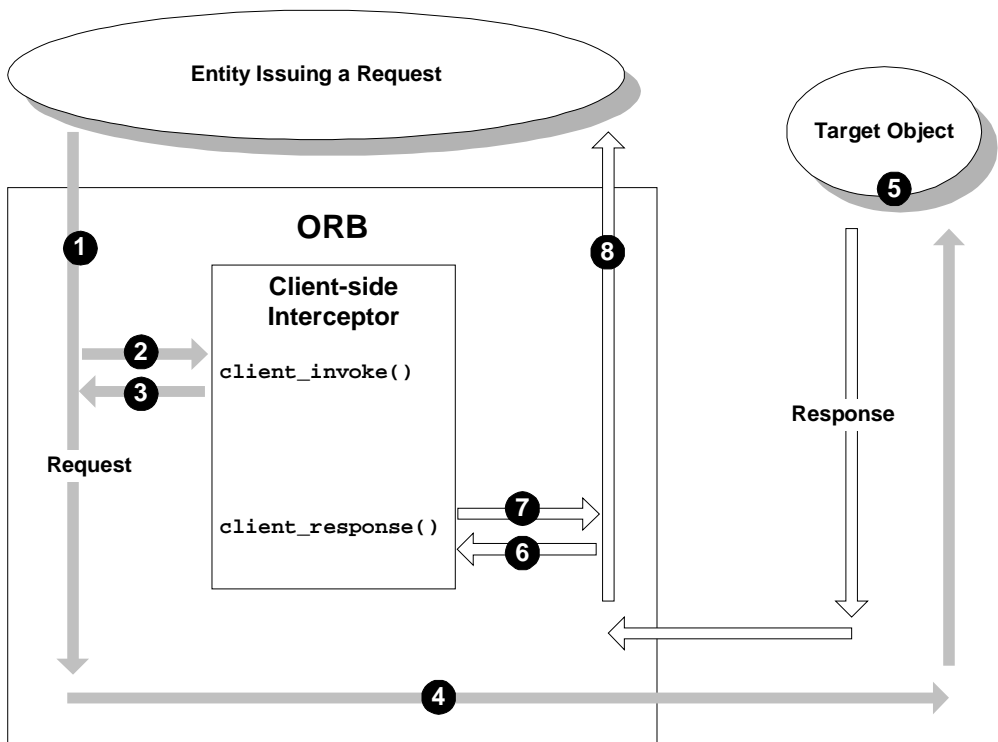 Entity Issuing a Request
Target Object
5
ORB
1
8
Client-side
Interceptor
2
client_invoke()
3
Response
Request
7
client_response()
6
4